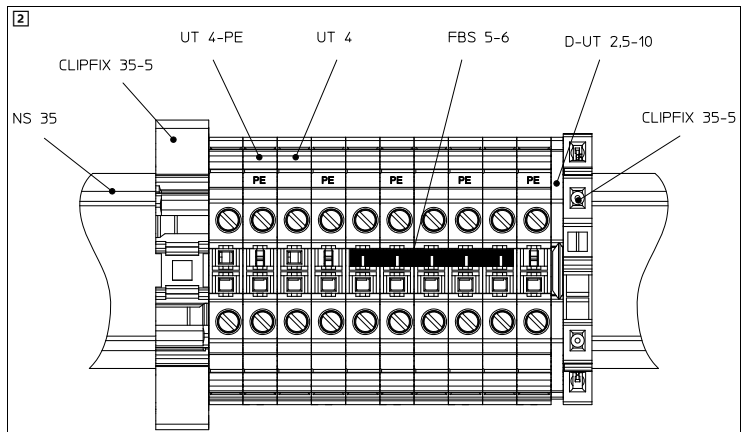 2
UT 4-PE
UT 4
FBS 5-6
D-UT 2,5-10
CLIPFIX 35-5
NS 35
CLIPFIX 35-5
PE PE PE PE PE